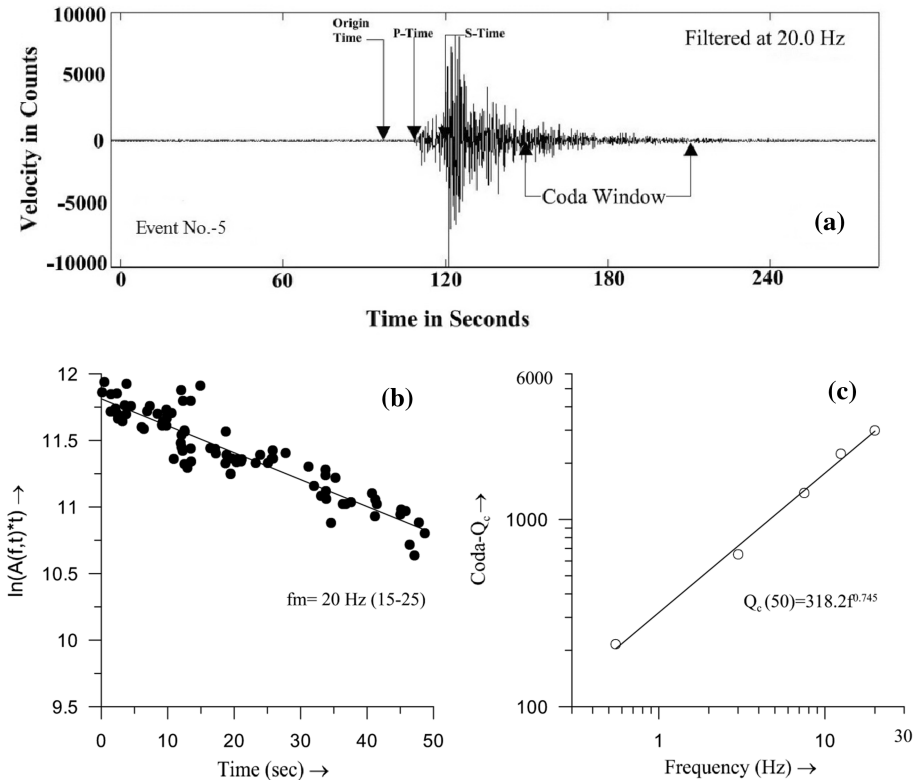 10000
5000
0
-5000
-10000
Velocity in Counts
Origin
Time
P-Time
S-Time
Filtered at 20.0 Hz
Coda Window
Event No.-5
(a)
0
60
120
180
240
Time in Seconds
12
11.5
11
10.5
10
9.5
ln(A(f,t)*t) →
(b)
fm= 20 Hz (15-25)
0
10
20
30
40
50
Time (sec) →
6000
1000
100
Coda-Qc →
(c)
Qc (50)=318.2f^0.745
1
10
30
Frequency (Hz) →